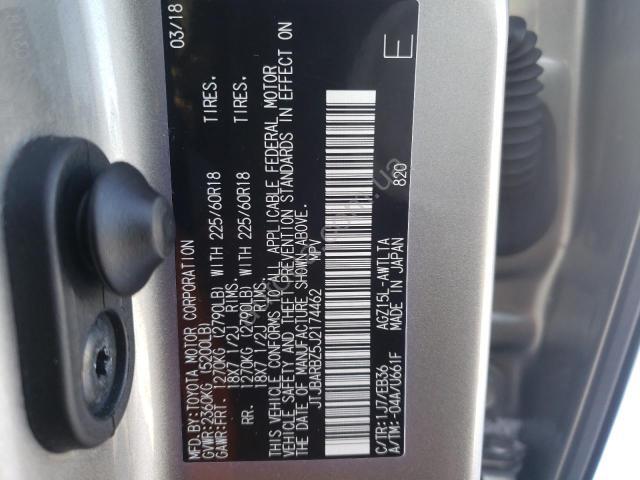 MFD.BY:TOYOTA MOTOR CORPORATION 03/18
GVWR:2360KG (5200LB)
GAWR:FRT. 1270KG (2790LB) WITH 225/60R18 TIRES.
18X7 1/2J RIMS.
RR. 1270KG (2790LB) WITH 225/60R18 TIRES.
18X7 1/2J RIMS.
THIS VEHICLE CONFORMS TO ALL APPLICABLE FEDERAL MOTOR
VEHICLE SAFETY AND THEFT PREVENTION STANDARDS IN EFFECT ON
THE DATE OF MANUFACTURE SHOWN ABOVE.
JTJBARBZ5J2174462 MPV
E
C/TR:1J7/EB36 AGZ15L-AWTLTA 820
A/TM:-04A/U661F MADE IN JAPAN